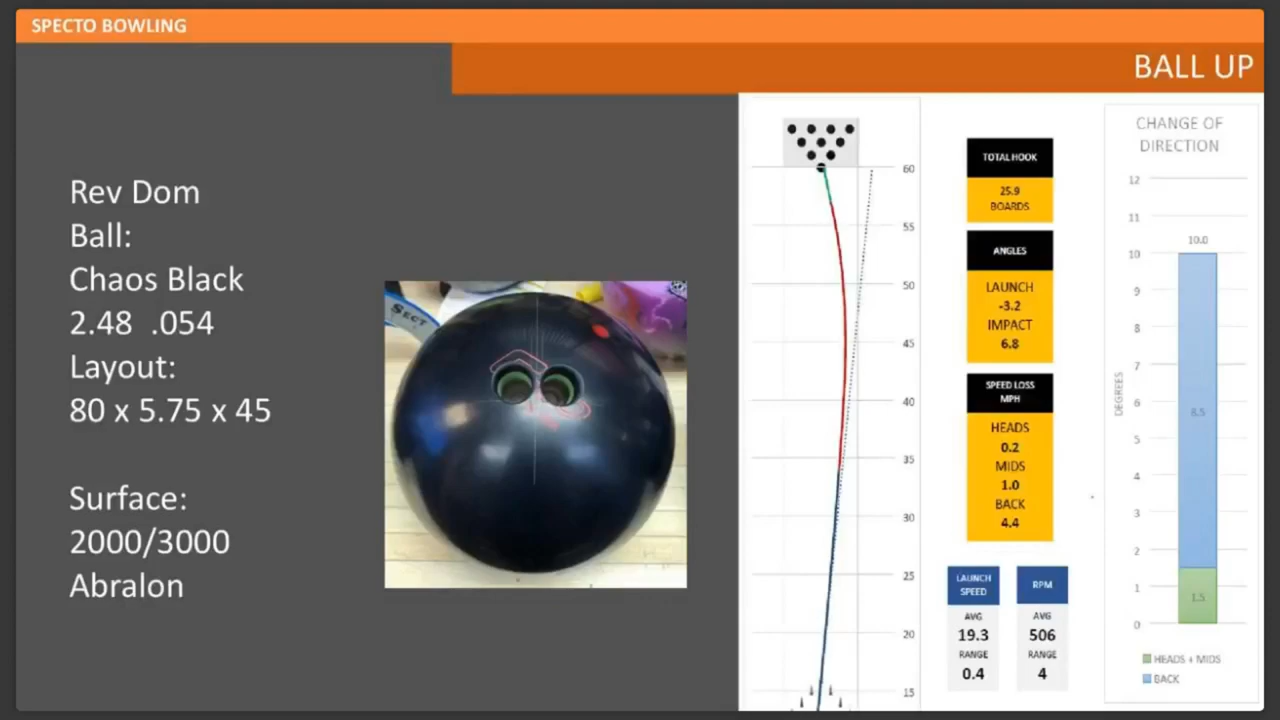 SPECTO BOWLING
BALL UP
Rev Dom
Ball:
Chaos Black
2.48 .054
Layout:
80 x 5.75 x 45
Surface:
2000/3000
Abralon
SECT
60
55
50
45
40
35
30
25
20
15
TOTAL HOOK
25.9
BOARDS
ANGLES
LAUNCH
-3.2
IMPACT
6.8
SPEED LOSS
MPH
HEADS
0.2
MIDS
1.0
BACK
4.4
LAUNCH
SPEED
AVG
19.3
RANGE
0.4
RPM
AVG
506
RANGE
4
CHANGE OF
DIRECTION
12
11
10
9
8
7
6
5
4
3
2
1
0
DEGREES
10.0
8.5
1.5
HEADS + MIDS
BACK